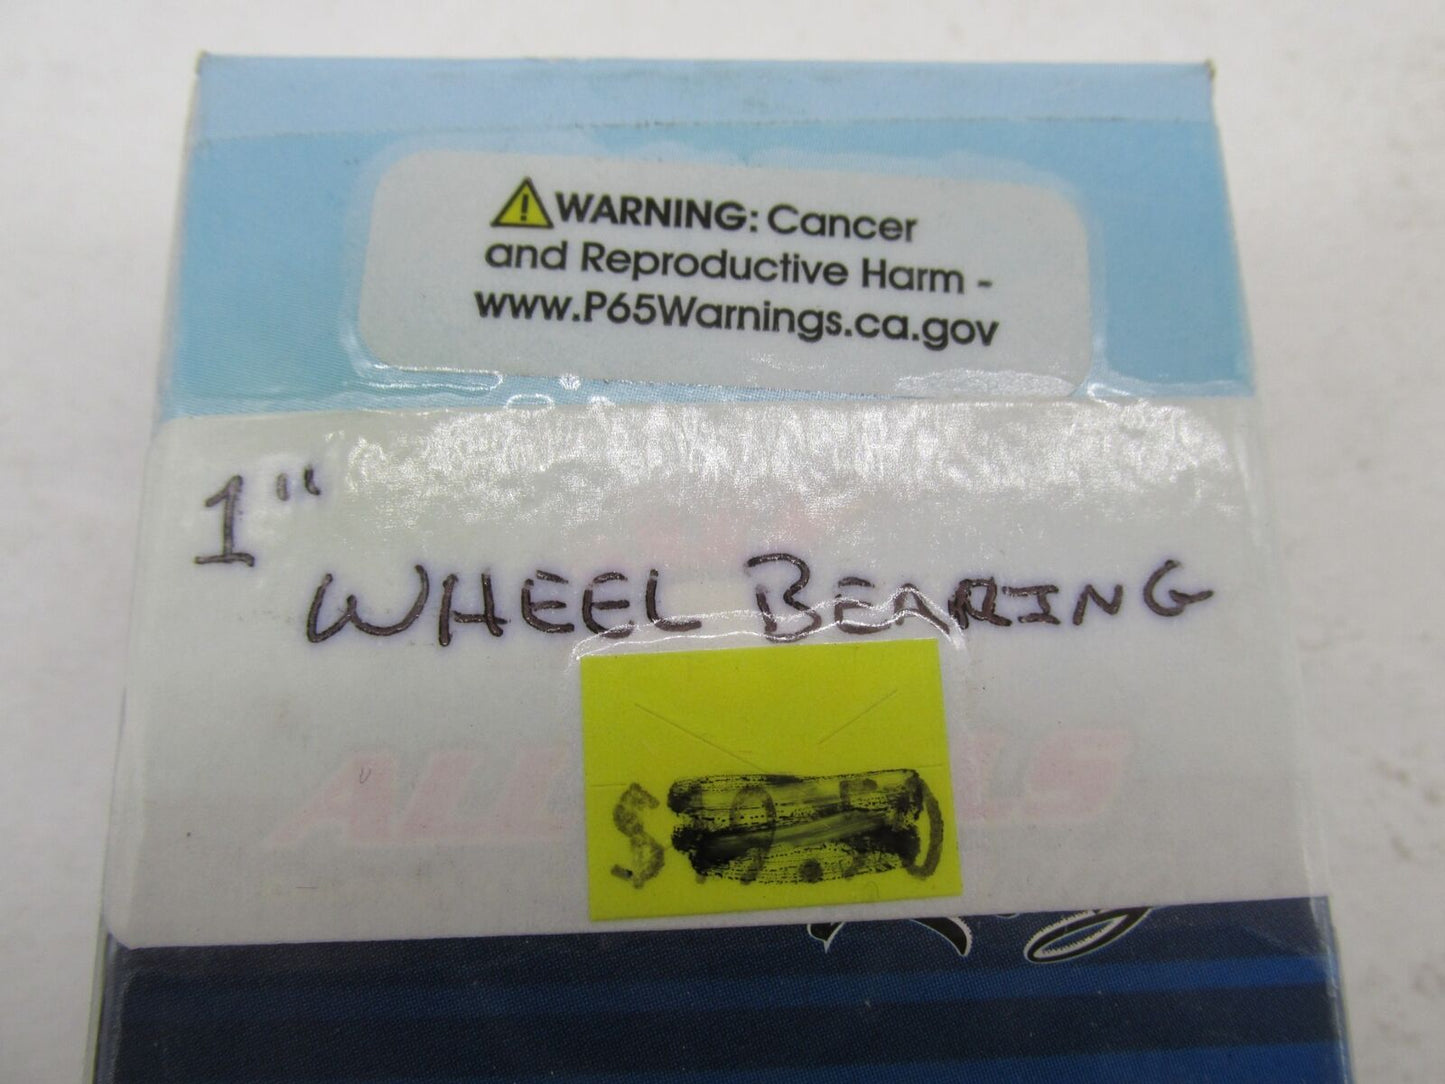 WARNING: Cancer
and Reproductive Harm -
www.P65Warnings.ca.gov
1"
WHEEL BEARING